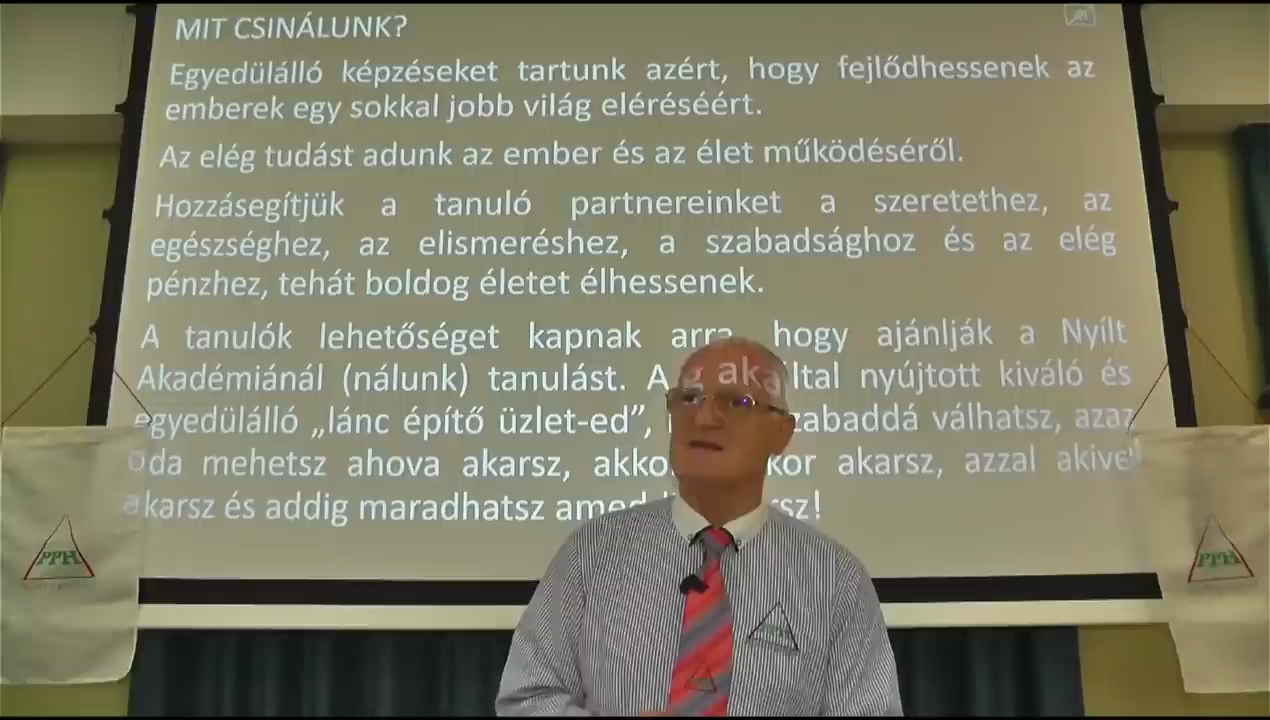 MIT CSINÁLUNK?
Egyedülálló képzéseket tartunk azért, hogy fejlődhessenek az
emberek egy sokkal jobb világ eléréséért.
Az elég tudást adunk az ember és az élet működéséről.
Hozzásegítjük a tanuló partnereinket a szeretethez, az
egészséghez, az elismeréshez, a szabadsághoz és az elég
pénzhez, tehát boldog életet élhessenek.
A tanulók lehetőséget kapnak arra, hogy ajánlják a Nyílt
Akadémiánál (nálunk) tanulást. A által nyújtott kiváló és
egyedülálló „lánc építő üzlet-ed”, szabaddá válhatsz, azaz
oda mehetsz ahova akarsz, akkor akarsz, azzal akivel
akarsz és addig maradhatsz
PPH
PPH